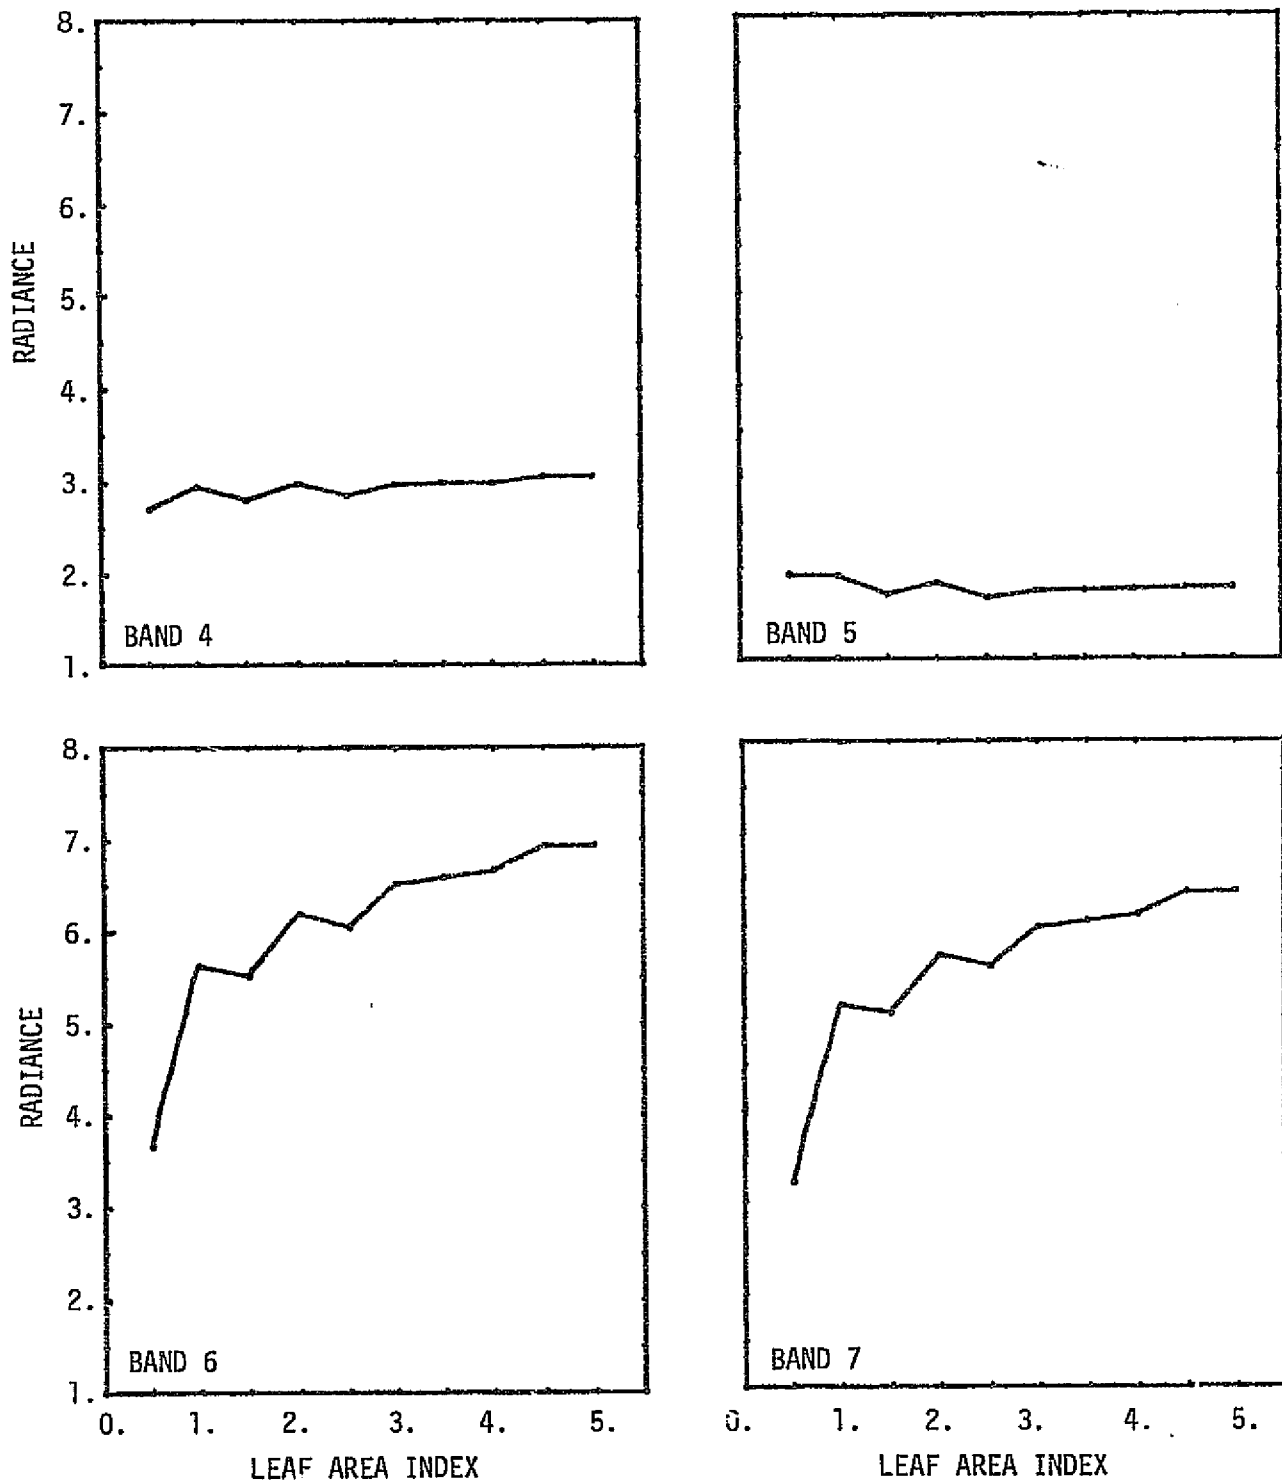 8.
7.
6.
5.
4.
3.
2.
1.
RADIANCE
BAND 4
BAND 5
8.
7.
6.
5.
4.
3.
2.
1.
RADIANCE
BAND 6
BAND 7
0. 1. 2. 3. 4. 5.
LEAF AREA INDEX
0. 1. 2. 3. 4. 5.
LEAF AREA INDEX